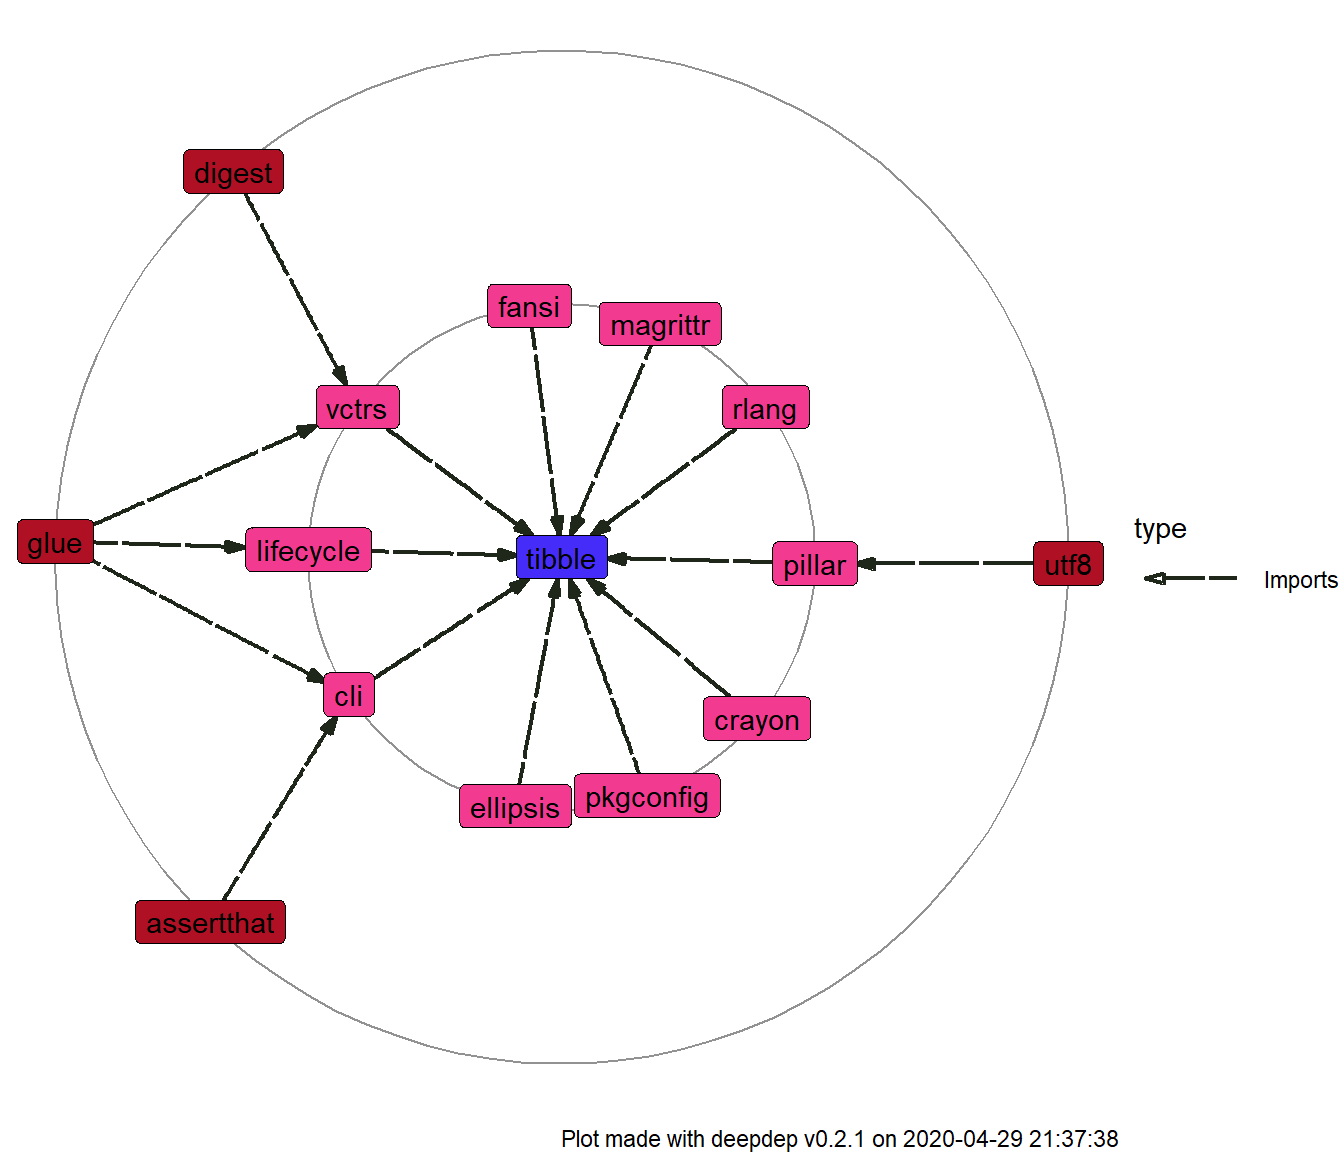 digest
fansi
magrittr
vctrs
rlang
glue
lifecycle
tibble
pillar
utf8
type
Imports
cli
crayon
ellipsis
pkgconfig
assertthat
Plot made with deepdep v0.2.1 on 2020-04-29 21:37:38